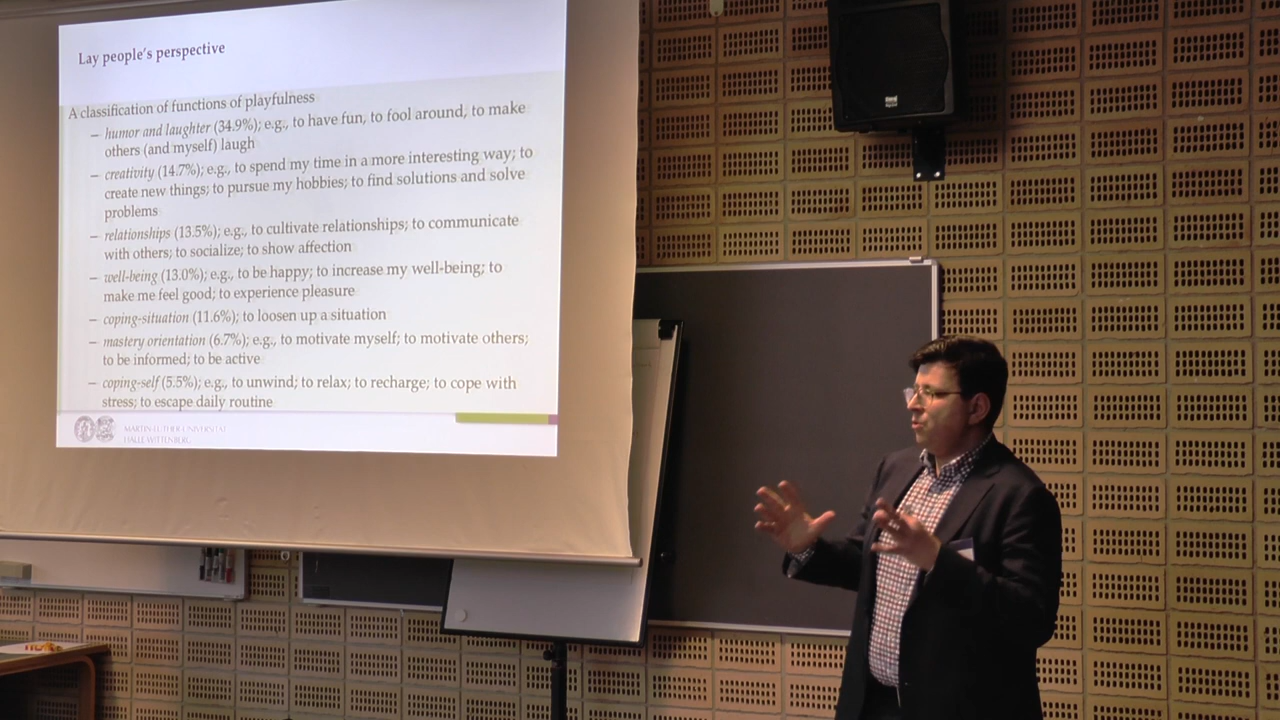 Lay people's perspective
A classification of functions of playfulness
– humor and laughter (34.9%); e.g., to have fun, to fool around, to make
others (and myself) laugh
– creativity (14.7%); e.g., to spend my time in a more interesting way; to
create new things; to pursue my hobbies; to find solutions and solve
problems
– relationships (13.5%); e.g., to cultivate relationships; to communicate
with others; to socialize; to show affection
– well-being (13.0%); e.g., to be happy; to increase my well-being; to
make me feel good; to experience pleasure
– coping-situation (11.6%); to loosen up a situation
– mastery orientation (6.7%); e.g., to motivate myself; to motivate others;
to be informed; to be active
– coping-self (5.5%); e.g., to unwind; to relax; to recharge; to cope with
stress; to escape daily routine
MARTIN-LUTHER-UNIVERSITÄT
HALLE-WITTENBERG